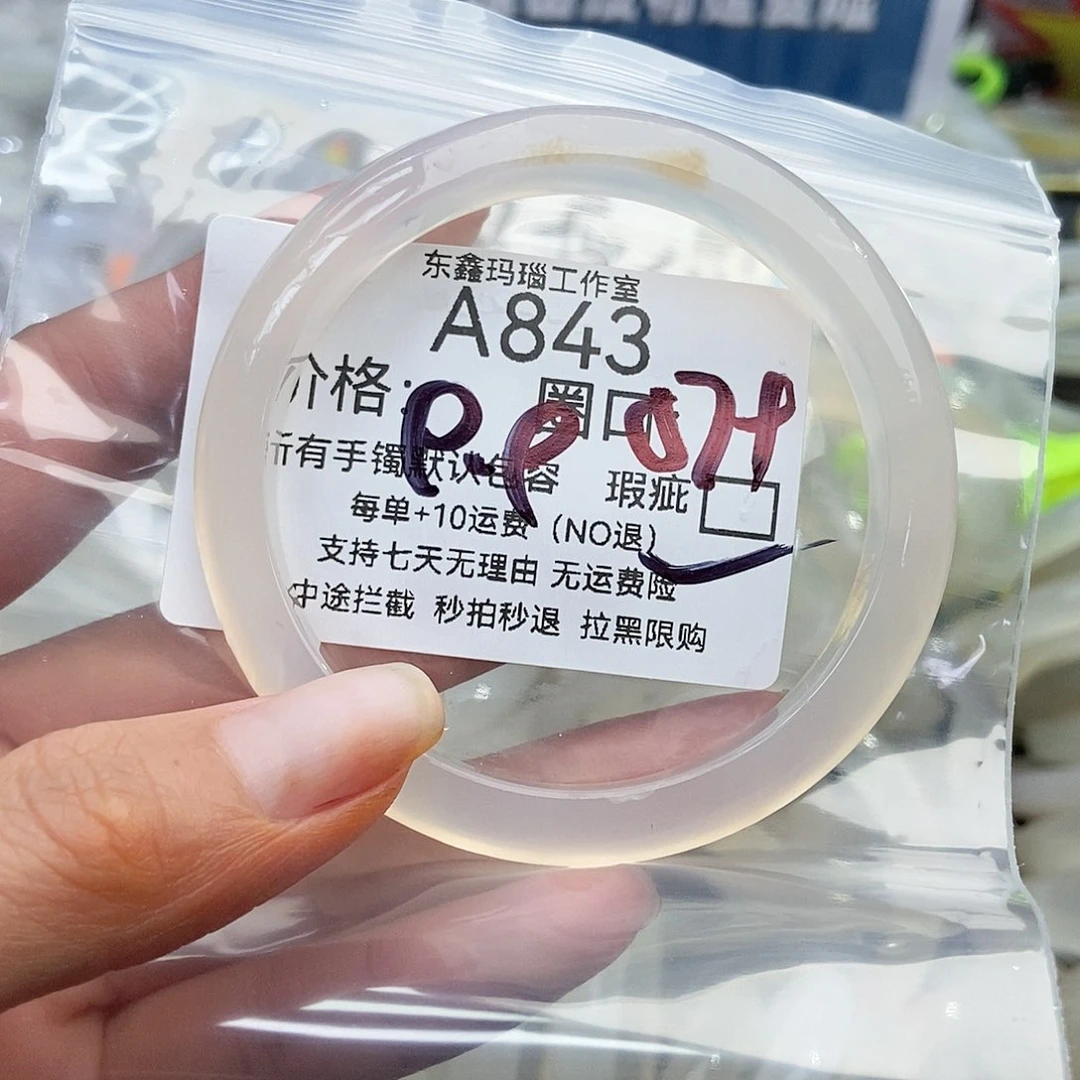 东鑫玛瑙工作室
A843
价格: 圈口:
所有手镯默认包容 瑕疵
每单+10运费 (NO退)
支持七天无理由 无运费险
中途拦截 秒拍秒退 拉黑限购